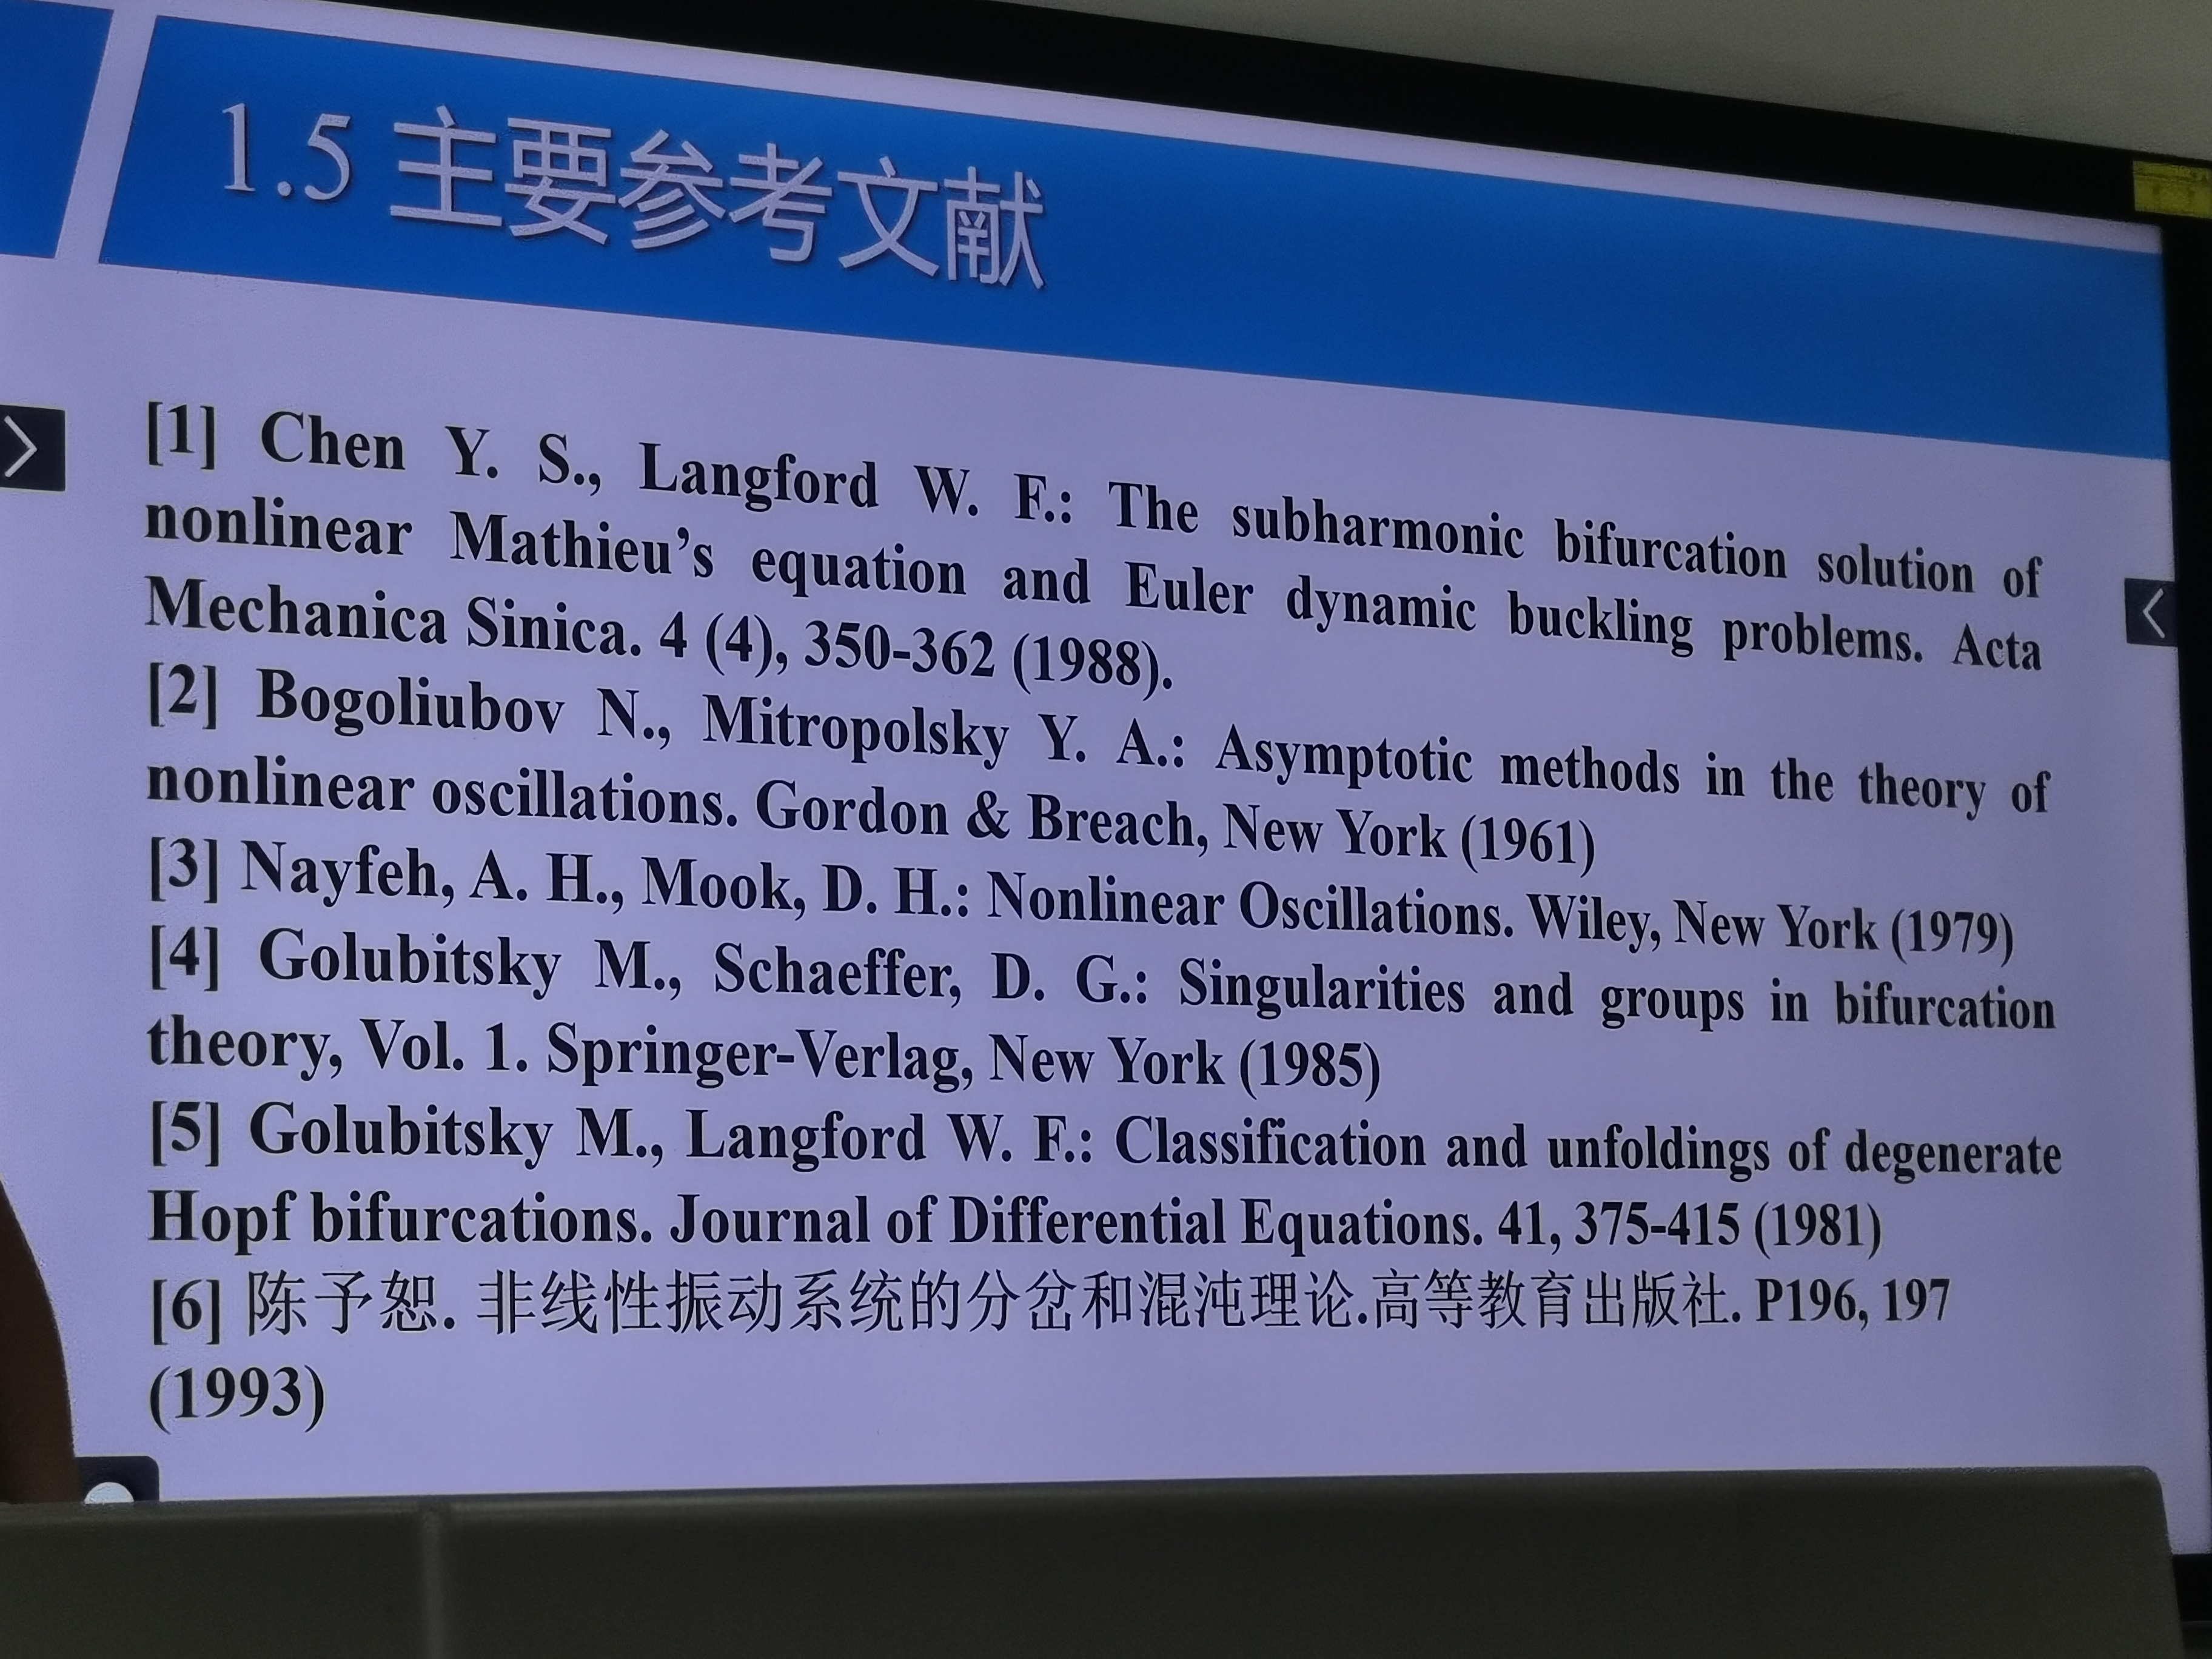 1.5 主要参考文献
[1] Chen Y. S., Langford W. F.: The subharmonic bifurcation solution of
nonlinear Mathieu’s equation and Euler dynamic buckling problems. Acta
Mechanica Sinica. 4 (4), 350-362 (1988).
[2] Bogoliubov N., Mitropolsky Y. A.: Asymptotic methods in the theory of
nonlinear oscillations. Gordon & Breach, New York (1961)
[3] Nayfeh, A. H., Mook, D. H.: Nonlinear Oscillations. Wiley, New York (1979)
[4] Golubitsky M., Schaeffer, D. G.: Singularities and groups in bifurcation
theory, Vol. 1. Springer-Verlag, New York (1985)
[5] Golubitsky M., Langford W. F.: Classification and unfoldings of degenerate
Hopf bifurcations. Journal of Differential Equations. 41, 375-415 (1981)
[6] 陈予恕. 非线性振动系统的分岔和混沌理论.高等教育出版社. P196, 197
(1993)